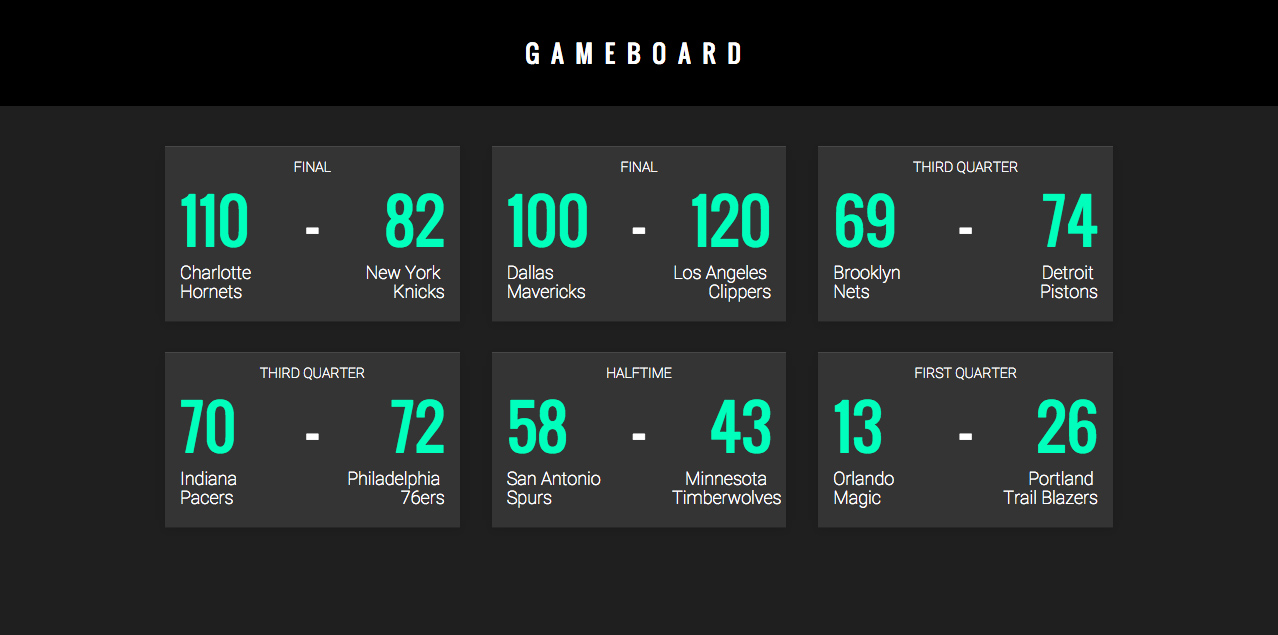 GAMEBOARD
FINAL
110 - 82
Charlotte New York
Hornets Knicks
FINAL
100 - 120
Dallas Los Angeles
Mavericks Clippers
THIRD QUARTER
69 - 74
Brooklyn Detroit
Nets Pistons
THIRD QUARTER
70 - 72
Indiana Philadelphia
Pacers 76ers
HALFTIME
58 - 43
San Antonio Minnesota
Spurs Timberwolves
FIRST QUARTER
13 - 26
Orlando Portland
Magic Trail Blazers